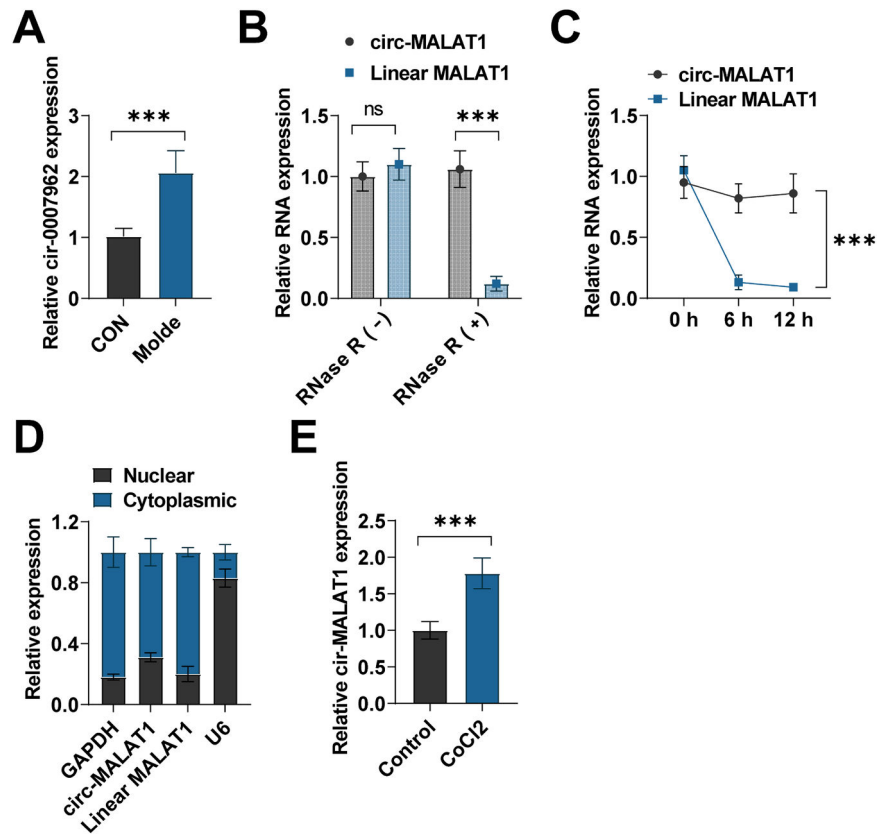 A
Relative cir-0007962 expression
3
2
1
0
***
CON
Molde
B
circ-MALAT1
Linear MALAT1
Relative RNA expression
1.5
1.0
0.5
0.0
ns
***
RNase R ( - )
RNase R ( + )
C
circ-MALAT1
Linear MALAT1
Relative RNA expression
1.5
1.0
0.5
0.0
***
0 h
6 h
12 h
D
Nuclear
Cytoplasmic
Relative expression
1.2
0.8
0.4
0.0
GAPDH
circ-MALAT1
Linear MALAT1
U6
E
Relative cir-MALAT1 expression
2.5
2.0
1.5
1.0
0.5
0.0
***
Control
CoCl2